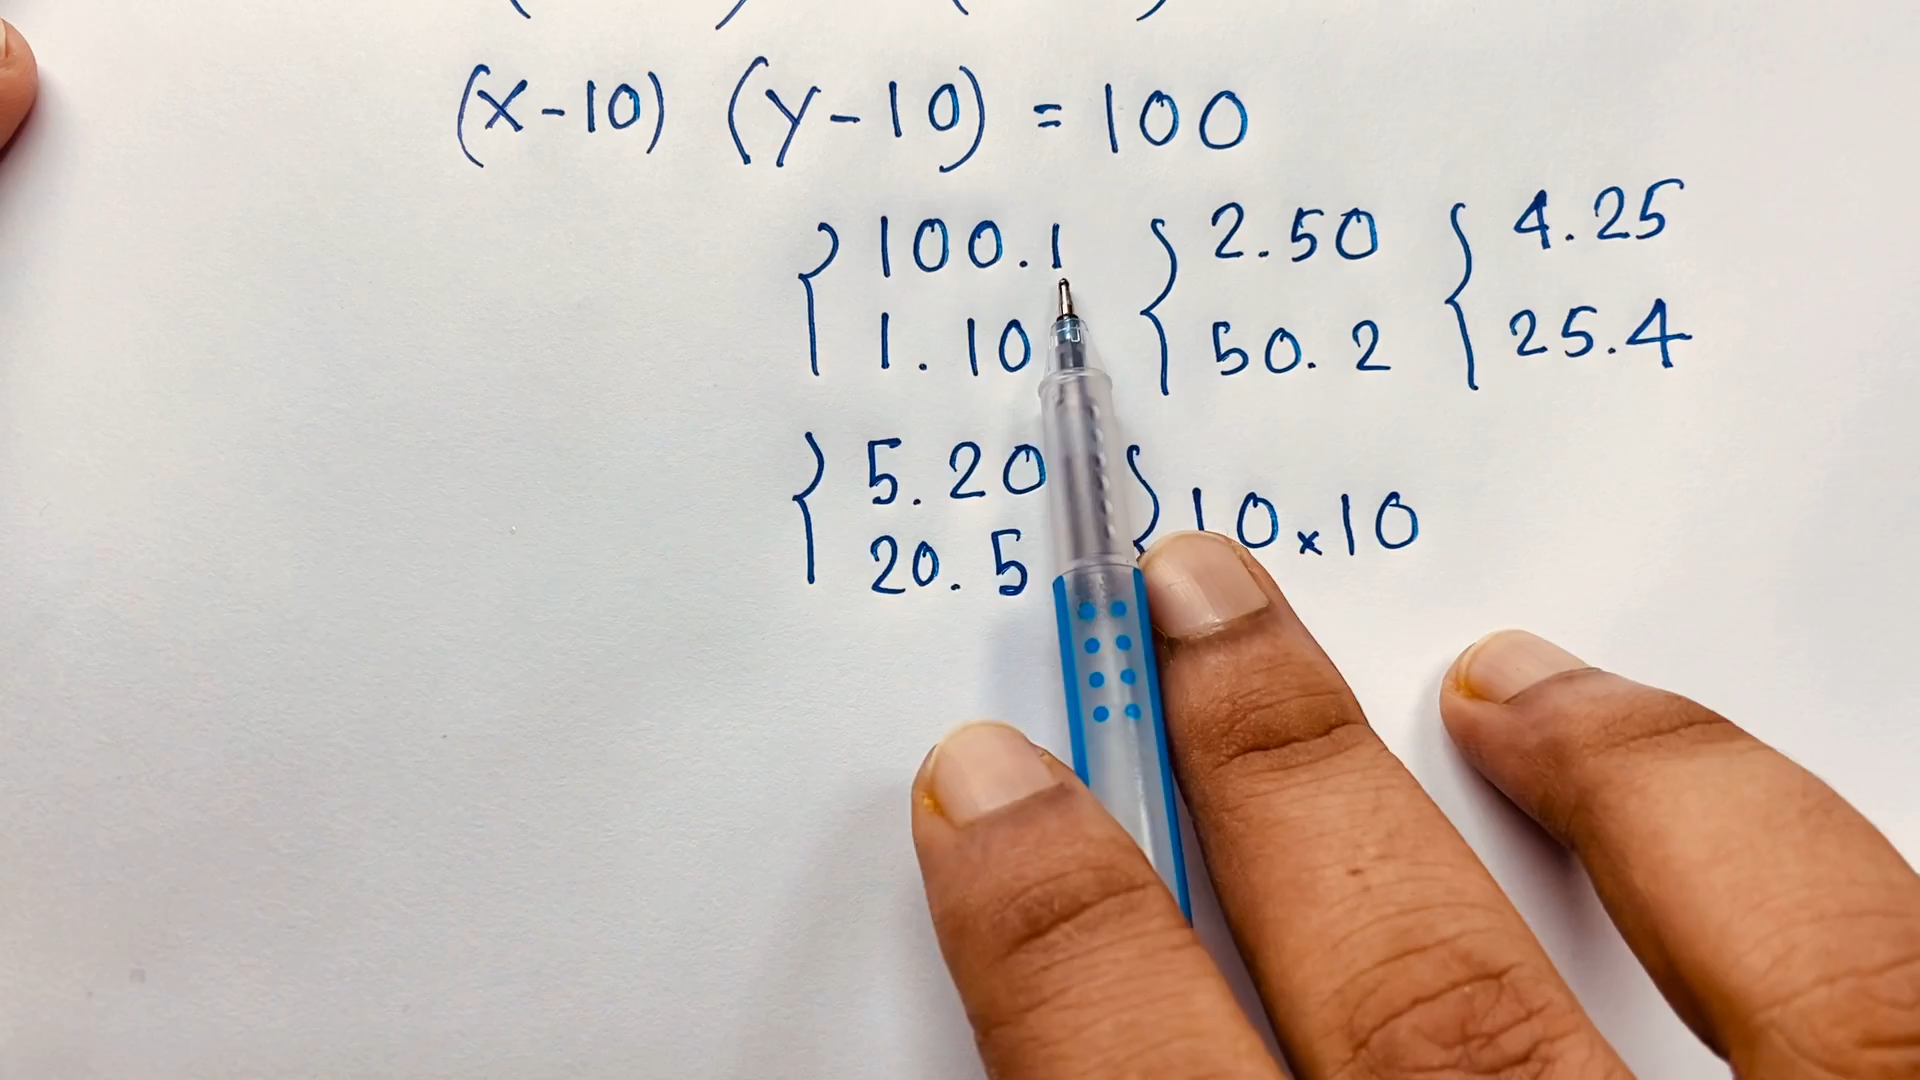 (x-10) (y-10) = 100
{ 100.1 { 2.50 { 4.25
1.10 50.2 25.4
{ 5.20 { 10×10
20.5